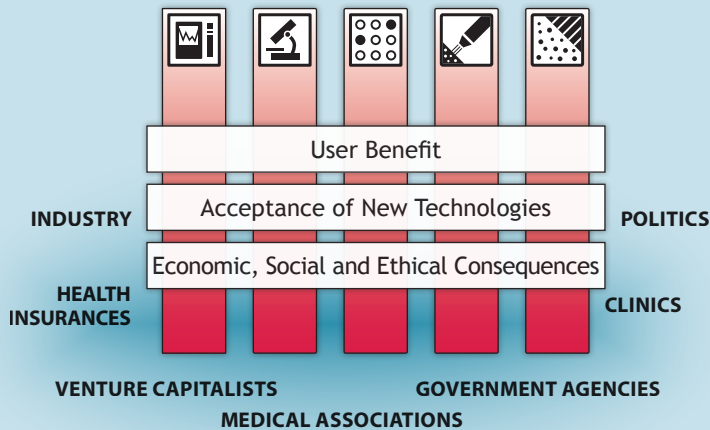 User Benefit
Acceptance of New Technologies
INDUSTRY
POLITICS
Economic, Social and Ethical Consequences
HEALTH
INSURANCES
CLINICS
VENTURE CAPITALISTS
GOVERNMENT AGENCIES
MEDICAL ASSOCIATIONS